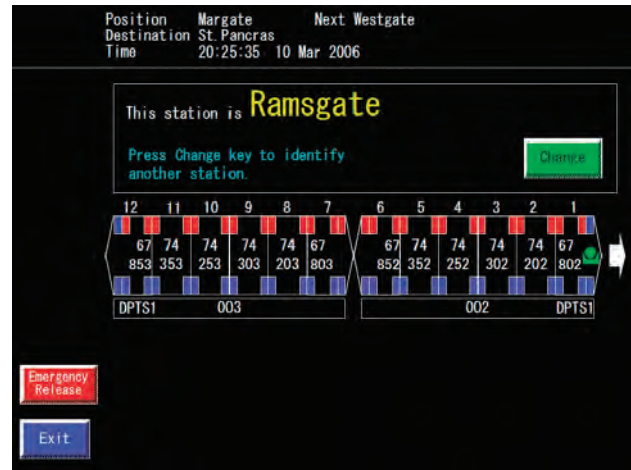 Position Margate Next Westgate
Destination St.Pancras
Time 20:25:35 10 Mar 2006
This station is Ramsgate
Press Change key to identify
another station.
Change
12 11 10 9 8 7 6 5 4 3 2 1
67 74 74 74 74 67 67 74 74 74 74 67
853 353 253 303 203 803 852 352 252 302 202 802
DPTS1 003 002 DPTS1
Emergency
Release
Exit